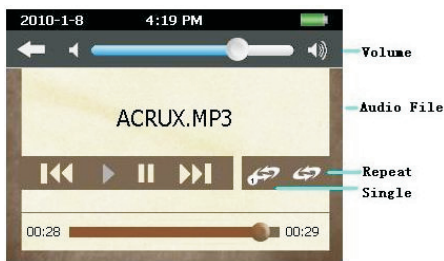 2010-1-8 4:19 PM
Volume
Audio File
ACRUX.MP3
Repeat
Single
00:28 00:29